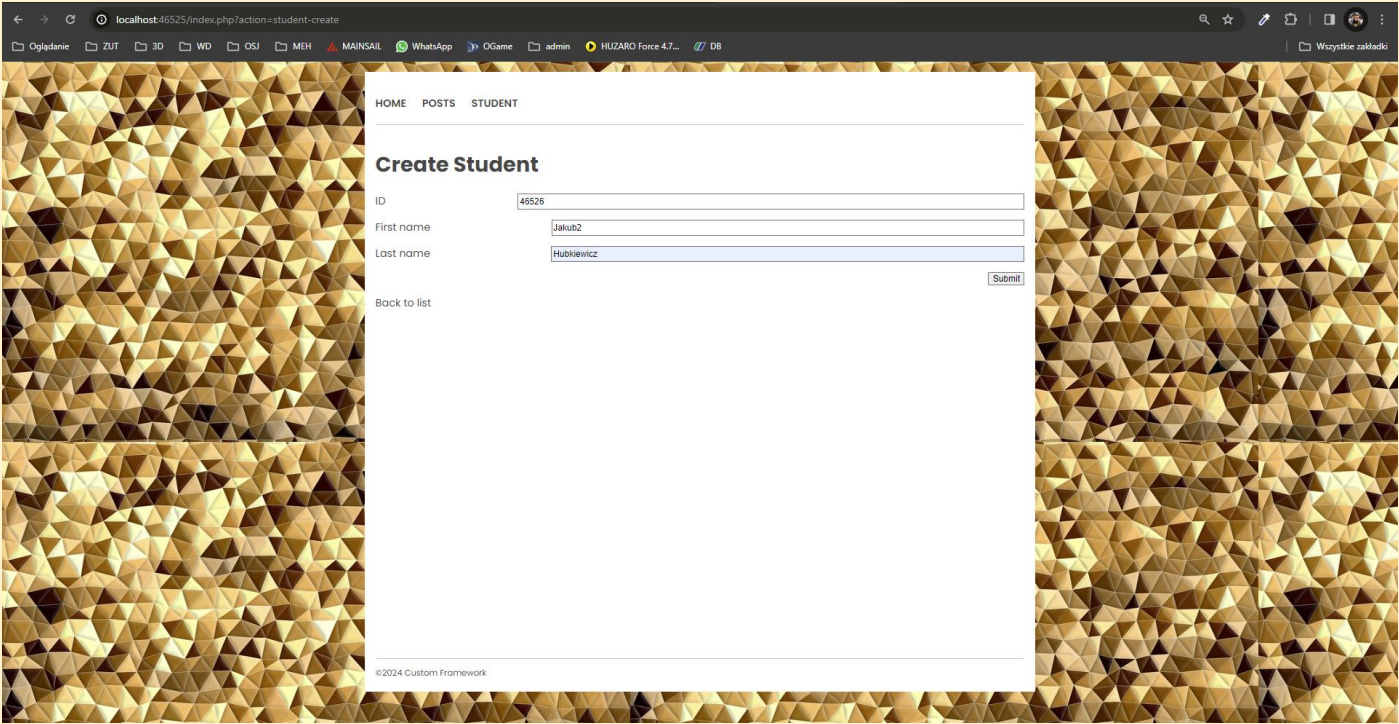 localhost:46525/index.php?action=student-create
Oglądanie ZUT 3D WD OSJ MEH MAINSAIL WhatsApp OGame admin HUZARO Force 4.7... DB Wszystkie zakładki
HOME POSTS STUDENT
Create Student
ID 46526
First name Jakub2
Last name Hubkiewicz
Submit
Back to list
©2024 Custom Framework